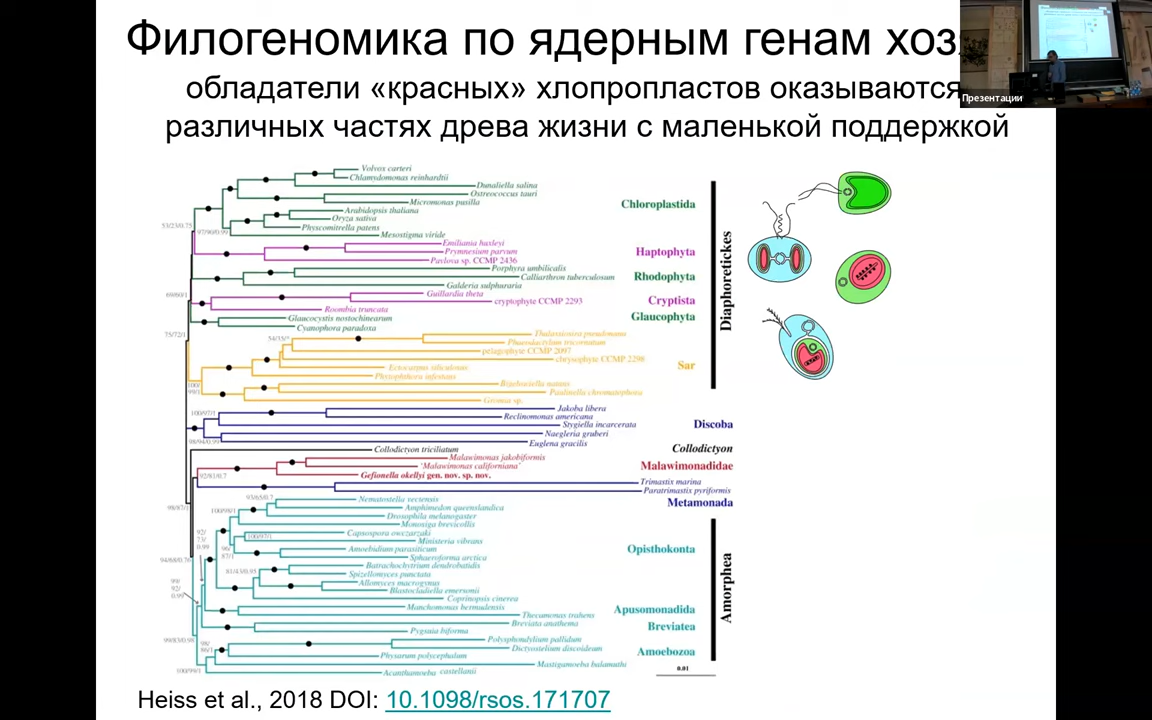 Филогеномика по ядерным генам
обладатели «красных» хлопропластов оказываются
различных частях древа жизни с маленькой поддержкой
Презентации
Volvox carteri
Chlamydomonas reinhardtii
Dunaliella salina
Ostreococcus tauri
Micromonas pusilla
Arabidopsis thaliana
Oryza sativa
Physcomitrella patens
Mesostigma viride
Chloroplastida
Emiliania huxleyi
Prymnesium parvum
Pavlova sp. CCMP 2436
Haptophyta
Porphyra umbilicalis
Calliarthron tuberculosum
Galderia sulphuraria
Rhodophyta
Guillardia theta
cryptophyte CCMP 2293
Roombia truncata
Cryptista
Glaucocystis nostochinearum
Cyanophora paradoxa
Glaucophyta
Diaphoretickes
Thalassiosira pseudonana
Phaeodactylum tricornutum
pelagophyte CCMP 2097
chrysophyte CCMP 2298
Ectocarpus siliculosus
Phytophthora infestans
Bigelowiella natans
Paulinella chromatophora
Gromia sp.
Sar
Jakoba libera
Reclinomonas americana
Stygiella incarcerata
Naegleria gruberi
Euglena gracilis
Discoba
Collodictyon triciliatum
Collodictyon
Malawimonas jakobiformis
'Malawimonas californiana'
Gefionella okellyi gen. nov. sp. nov.
Malawimonadidae
Trimastix marina
Paratrimastix pyriformis
Metamonada
Nematostella vectensis
Amphimedon queenslandica
Drosophila melanogaster
Monosiga brevicollis
Capsaspora owczarzaki
Ministeria vibrans
Amoebidium parasiticum
Sphaeroforma arctica
Batrachochytrium dendrobatidis
Spizellomyces punctata
Allomyces macrogynus
Blastocladiella emersonii
Coprinopsis cinerea
Opisthokonta
Manchomonas bermudensis
Thecamonas trahens
Apusomonadida
Breviata anathema
Pygsuia biforma
Breviatea
Polysphondylium pallidum
Dictyostelium discoideum
Physarum polycephalum
Mastigamoeba balamuthi
Acanthamoeba castellanii
Amoebozoa
Amorphea
0.01
Heiss et al., 2018 DOI: 10.1098/rsos.171707